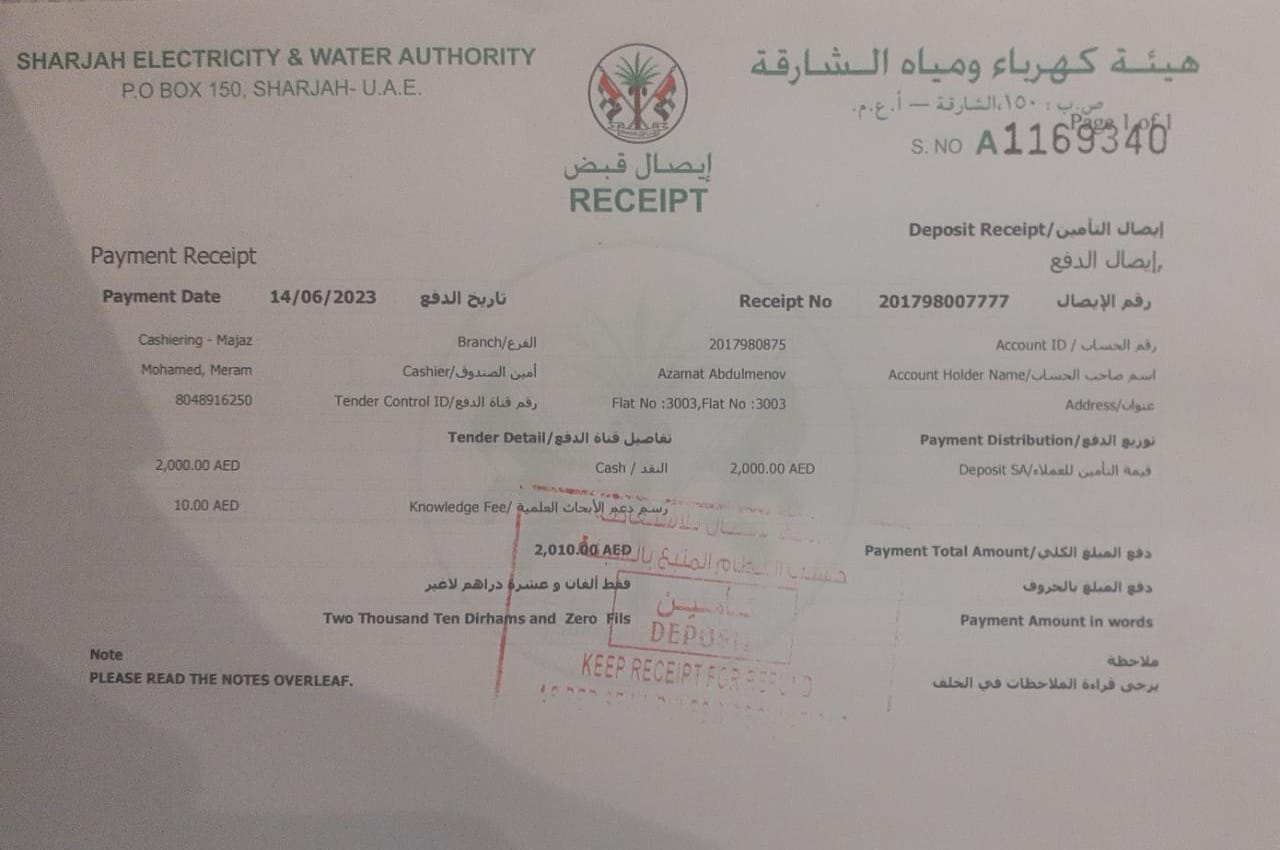 SHARJAH ELECTRICITY & WATER AUTHORITY
هيئة كهرباء ومياه الشارقة
P.O BOX 150, SHARJAH- U.A.E.
ص.ب : ١٥٠،الشارقة – أ.ع.م.
Page 1 of 1
S. NO A1169340
إيصال قبض
RECEIPT
Deposit Receipt/إيصال التأمين
Payment Receipt
إيصال الدفع,
Payment Date 14/06/2023 تاريخ الدفع
Receipt No 201798007777 رقم الإيصال
Cashiering - Majaz Branch/الفرع
2017980875 Account ID / رقم الحساب
Mohamed, Meram Cashier/أمين الصندوق
Azamat Abdulmenov Account Holder Name/اسم صاحب الحساب
8048916250 Tender Control ID/رقم قناة الدفع
Flat No :3003,Flat No :3003 Address/عنوان
Tender Detail/تفاصيل قناة الدفع
Payment Distribution/توزيع الدفع
2,000.00 AED Cash / النقد
2,000.00 AED Deposit SA/قيمة التأمين للعملاء
10.00 AED Knowledge Fee/رسم دعم الأبحاث العلمية
2,010.00 AED Payment Total Amount/دفع المبلغ الكلي
فقط ألفان و عشرة دراهم لاغير دفع المبلغ بالحروف
Two Thousand Ten Dirhams and Zero Fils Payment Amount in words
تأمين
DEPOSIT
KEEP RECEIPT FOR REFUND
Note ملاحظة
PLEASE READ THE NOTES OVERLEAF. يرجى قراءة الملاحظات في الخلف